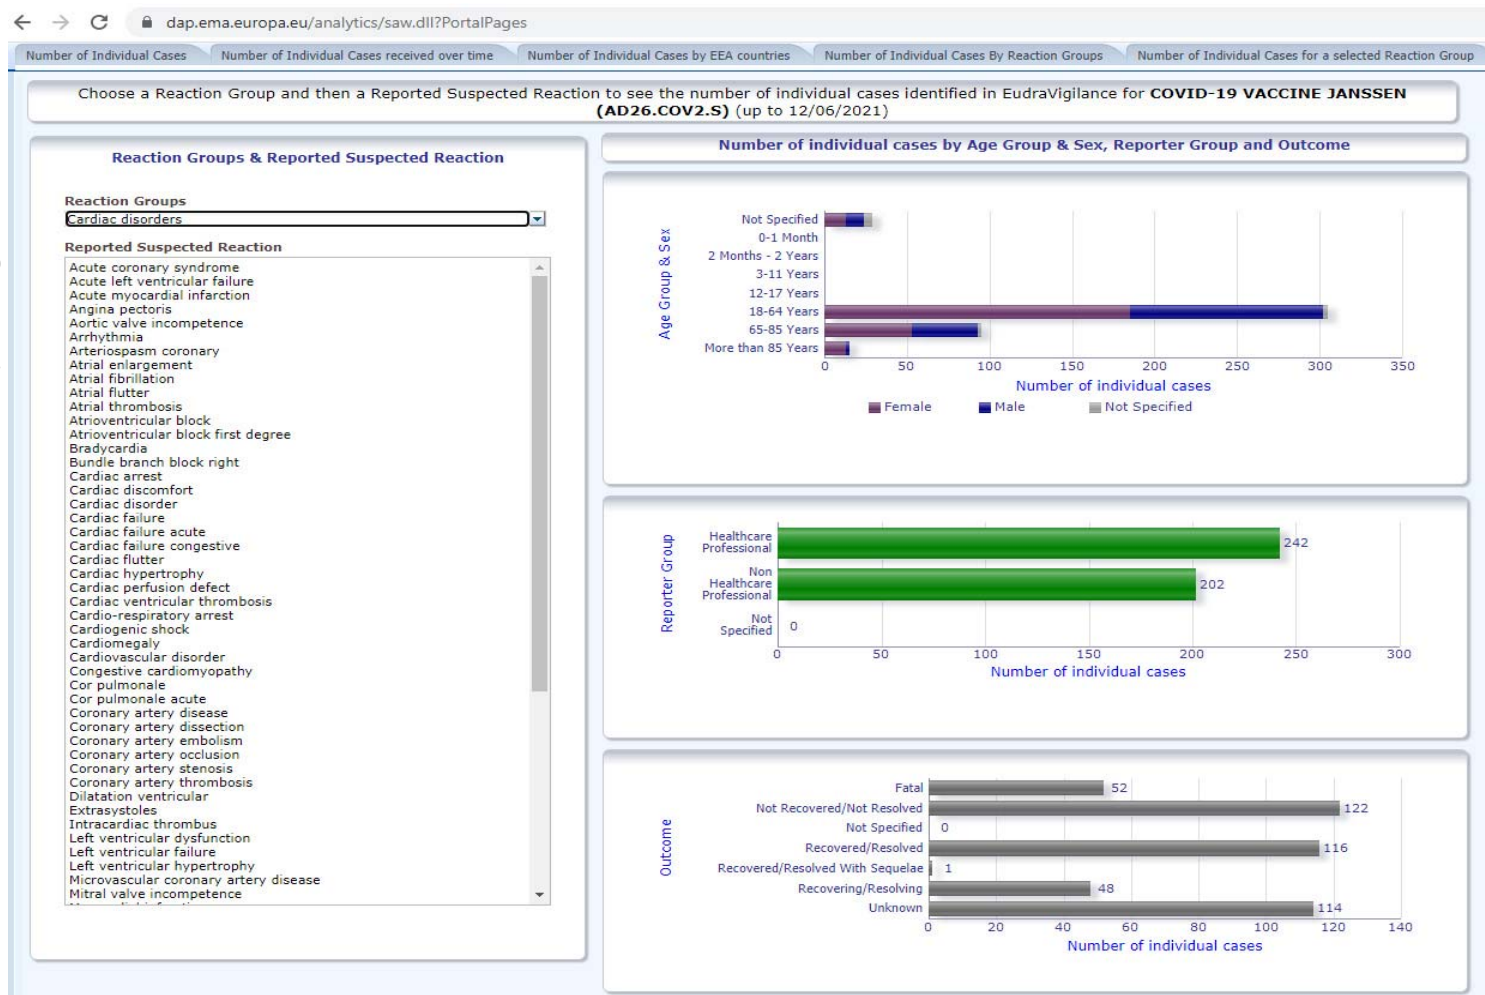 dap.ema.europa.eu/analytics/saw.dll?PortalPages
Number of Individual Cases
Number of Individual Cases received over time
Number of Individual Cases by EEA countries
Number of Individual Cases By Reaction Groups
Number of Individual Cases for a selected Reaction Group
Choose a Reaction Group and then a Reported Suspected Reaction to see the number of individual cases identified in EudraVigilance for COVID-19 VACCINE JANSSEN
(AD26.COV2.S) (up to 12/06/2021)
Reaction Groups & Reported Suspected Reaction
Reaction Groups
Cardiac disorders
Reported Suspected Reaction
Acute coronary syndrome
Acute left ventricular failure
Acute myocardial infarction
Angina pectoris
Aortic valve incompetence
Arrhythmia
Arteriospasm coronary
Atrial enlargement
Atrial fibrillation
Atrial flutter
Atrial thrombosis
Atrioventricular block
Atrioventricular block first degree
Bradycardia
Bundle branch block right
Cardiac arrest
Cardiac discomfort
Cardiac disorder
Cardiac failure
Cardiac failure acute
Cardiac failure congestive
Cardiac flutter
Cardiac hypertrophy
Cardiac perfusion defect
Cardiac ventricular thrombosis
Cardio-respiratory arrest
Cardiogenic shock
Cardiomegaly
Cardiovascular disorder
Congestive cardiomyopathy
Cor pulmonale
Cor pulmonale acute
Coronary artery disease
Coronary artery dissection
Coronary artery embolism
Coronary artery occlusion
Coronary artery stenosis
Coronary artery thrombosis
Dilatation ventricular
Extrasystoles
Intracardiac thrombus
Left ventricular dysfunction
Left ventricular failure
Left ventricular hypertrophy
Microvascular coronary artery disease
Mitral valve incompetence
Number of individual cases by Age Group & Sex, Reporter Group and Outcome
Age Group & Sex
Not Specified
0-1 Month
2 Months - 2 Years
3-11 Years
12-17 Years
18-64 Years
65-85 Years
More than 85 Years
0 50 100 150 200 250 300 350
Number of individual cases
Female Male Not Specified
Reporter Group
Healthcare
Professional
242
Non
Healthcare
Professional
202
Not
Specified
0
0 50 100 150 200 250 300
Number of individual cases
Outcome
Fatal 52
Not Recovered/Not Resolved 122
Not Specified 0
Recovered/Resolved 116
Recovered/Resolved With Sequelae 1
Recovering/Resolving 48
Unknown 114
0 20 40 60 80 100 120 140
Number of individual cases